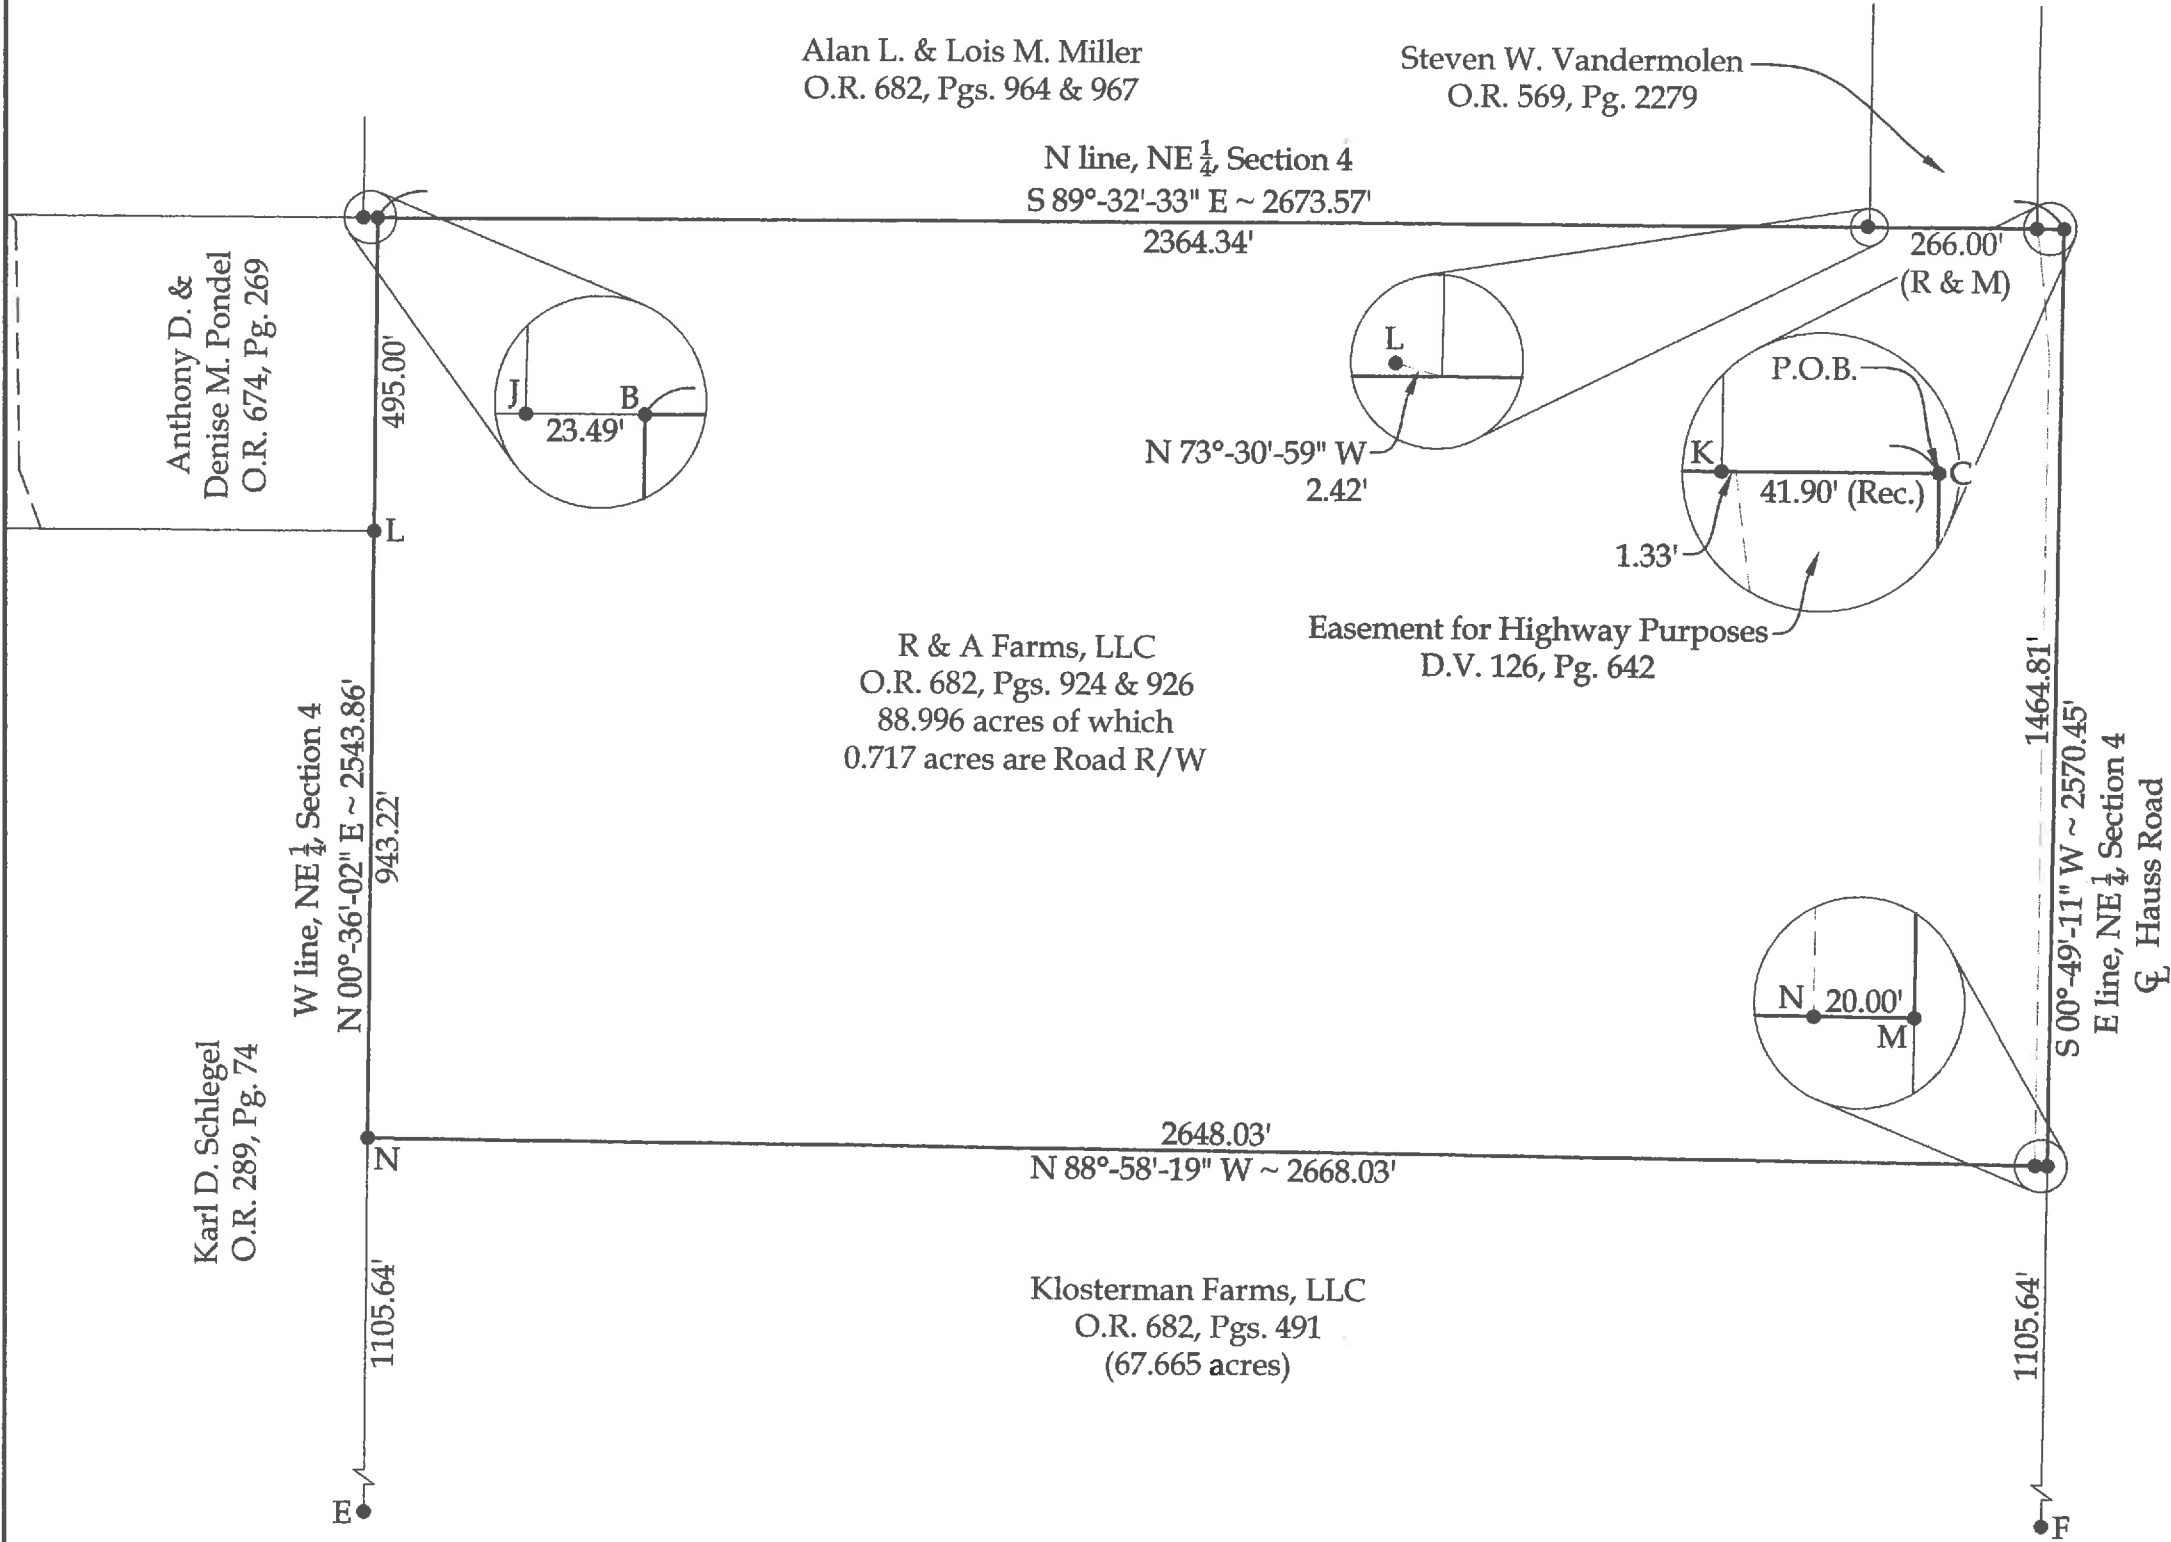 Alan L. & Lois M. Miller
O.R. 682, Pgs. 964 & 967
Steven W. Vandermolen
O.R. 569, Pg. 2279
N line, NE 1/4, Section 4
S 89°-32'-33" E ~ 2673.57'
2364.34'
266.00'
(R & M)
Anthony D. &
Denise M. Pondel
O.R. 674, Pg. 269
495.00'
J
B
23.49'
L
N 73°-30'-59" W
2.42'
P.O.B.
K
C
41.90' (Rec.)
1.33'
L
Easement for Highway Purposes
D.V. 126, Pg. 642
R & A Farms, LLC
O.R. 682, Pgs. 924 & 926
88.996 acres of which
0.717 acres are Road R/W
W line, NE 1/4, Section 4
N 00°-36'-02" E ~ 2543.86'
943.22'
1464.81'
S 00°-49'-11" W ~ 2570.45'
E line, NE 1/4, Section 4
℄ Hauss Road
N
20.00'
M
Karl D. Schlegel
O.R. 289, Pg. 74
N
2648.03'
N 88°-58'-19" W ~ 2668.03'
1105.64'
Klosterman Farms, LLC
O.R. 682, Pgs. 491
(67.665 acres)
1105.64'
E
F